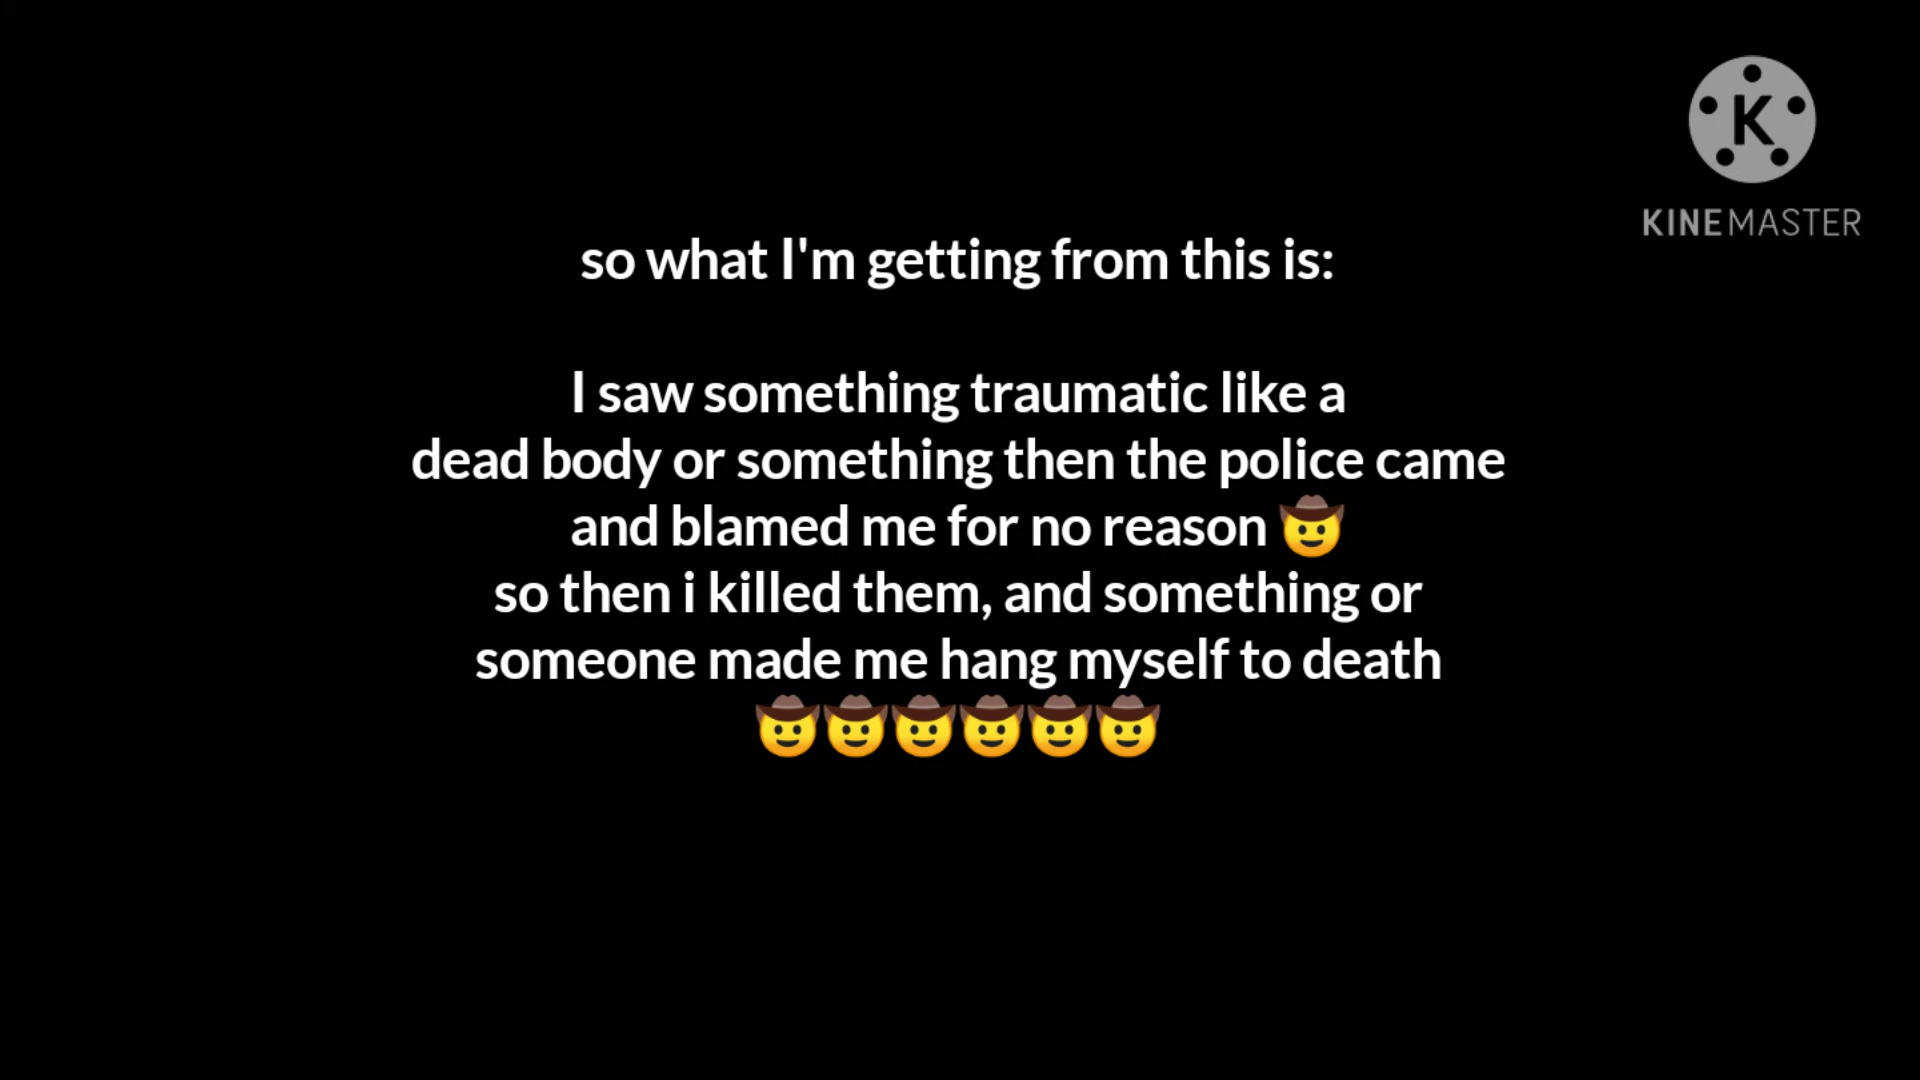 K
KINEMASTER
so what I'm getting from this is:
I saw something traumatic like a
dead body or something then the police came
and blamed me for no reason 🤠
so then i killed them, and something or
someone made me hang myself to death
🤠🤠🤠🤠🤠🤠